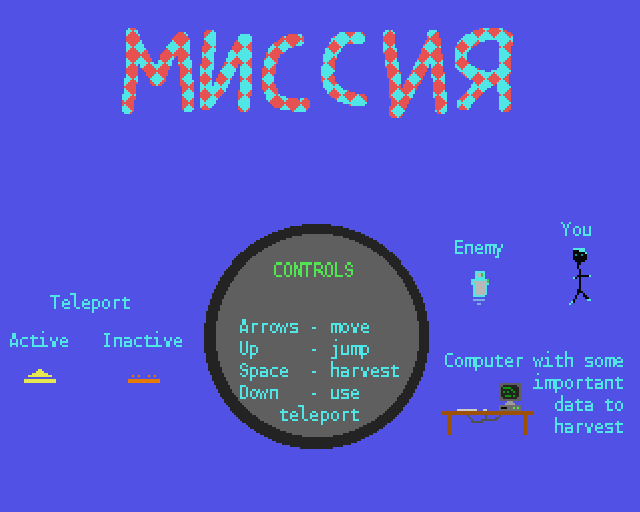 МИССИЯ
You
Enemy
CONTROLS
Teleport
Active Inactive
Arrows - move
Up - jump
Space - harvest
Down - use
teleport
Computer with some
important
data to
harvest